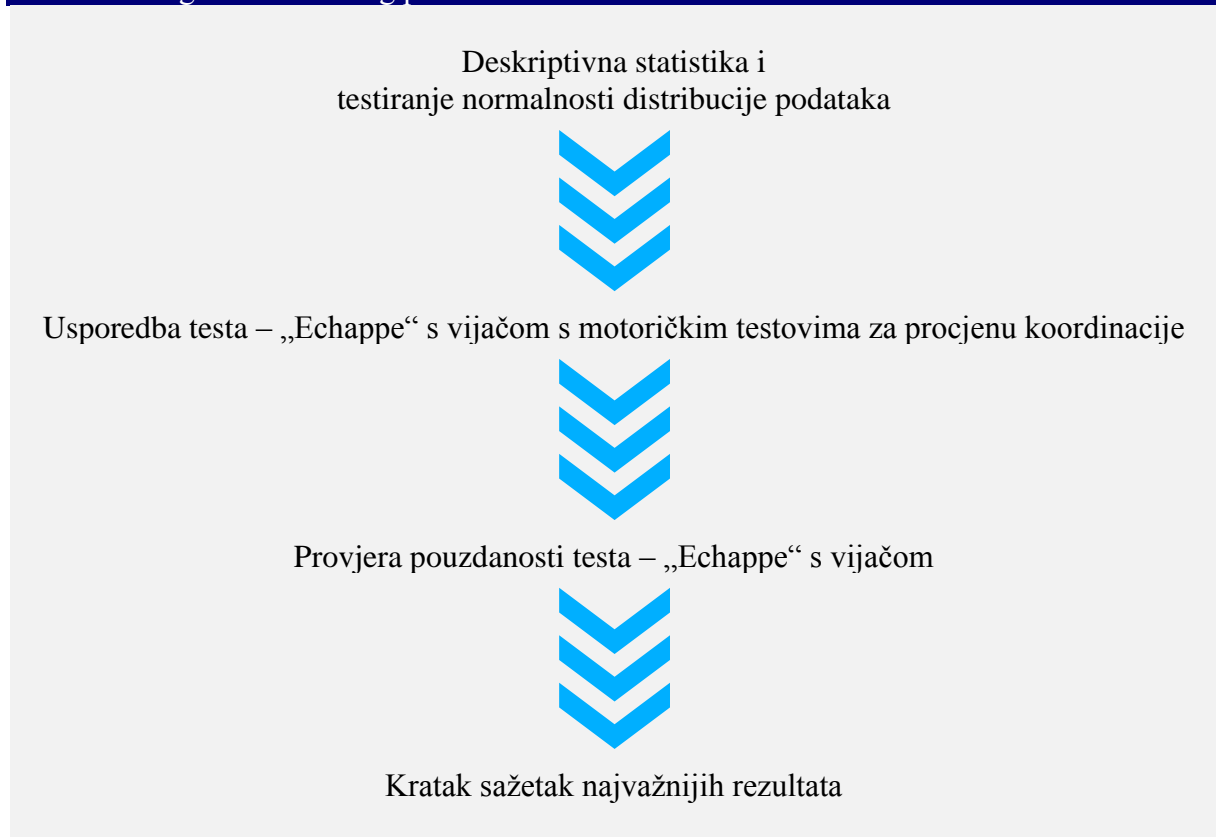 Deskriptivna statistika i
testiranje normalnosti distribucije podataka
Usporedba testa – „Echappe“ s vijačom s motoričkim testovima za procjenu koordinacije
Provjera pouzdanosti testa – „Echappe“ s vijačom
Kratak sažetak najvažnijih rezultata